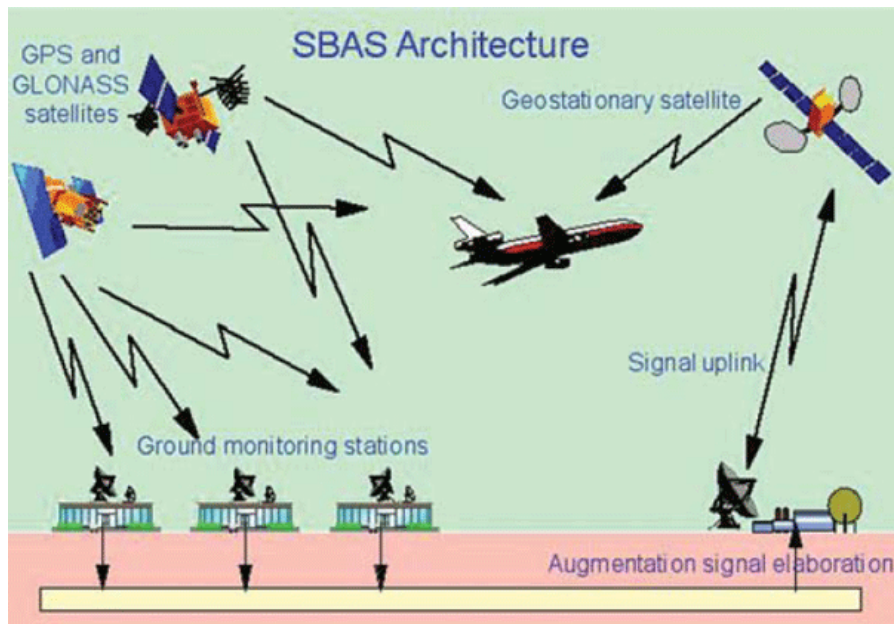 SBAS Architecture
GPS and
GLONASS
satellites
Geostationary satellite
Signal uplink
Ground monitoring stations
Augmentation signal elaboration